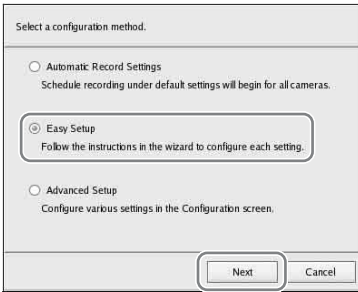 Select a configuration method.
Automatic Record Settings
Schedule recording under default settings will begin for all cameras.
Easy Setup
Follow the instructions in the wizard to configure each setting.
Advanced Setup
Configure various settings in the Configuration screen.
Next
Cancel